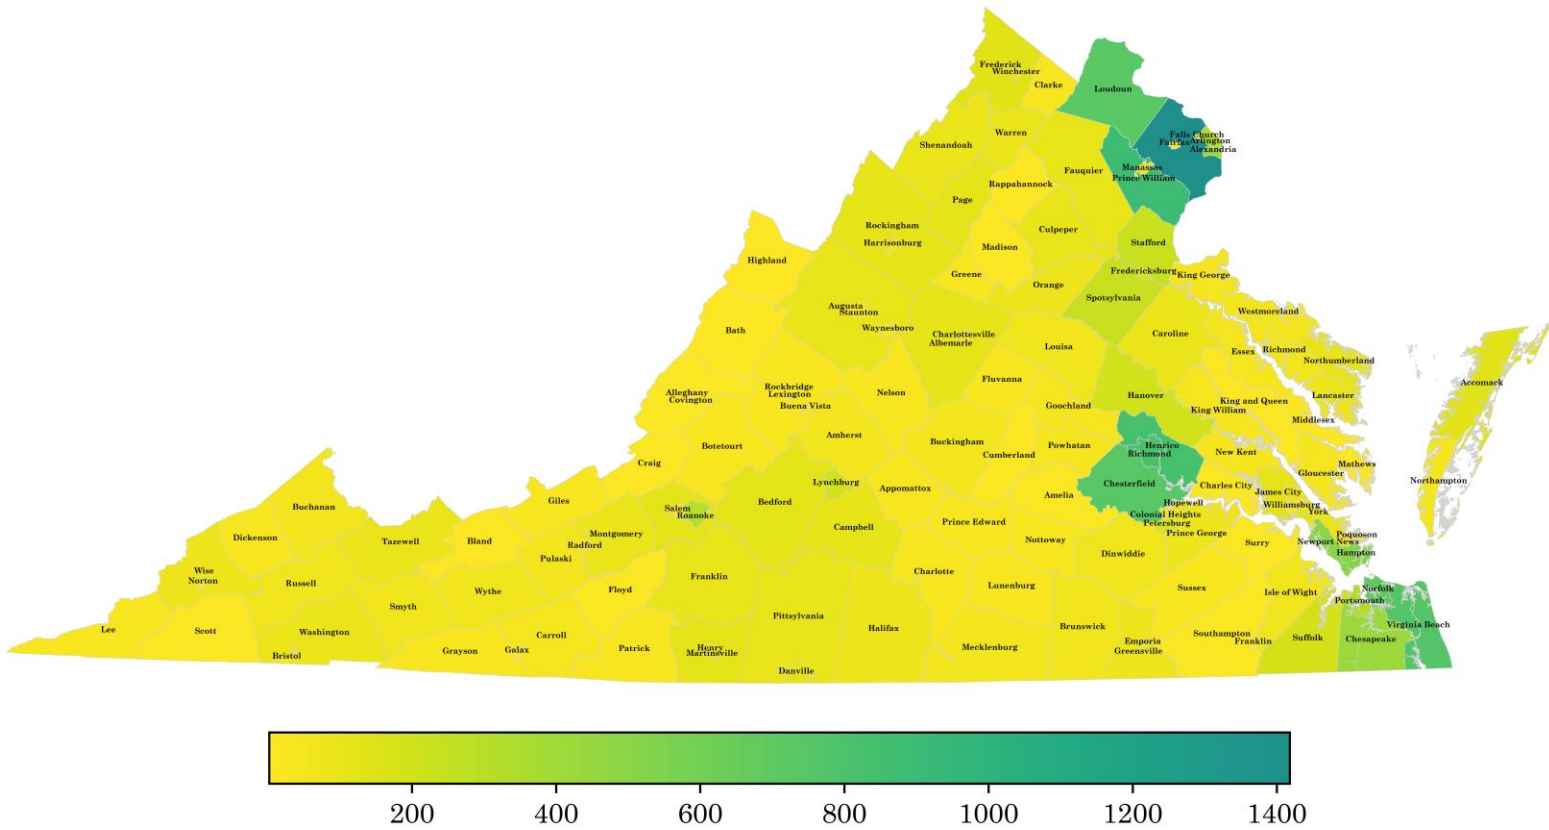 Frederick
Winchester
Clarke
Loudoun
Warren
Falls Church
Fairfax
Arlington
Shenandoah
Alexandria
Manassas
Fauquier
Prince William
Rappahannock
Page
Rockingham
Culpeper
Harrisonburg
Stafford
Madison
Highland
Fredericksburg
Greene
King George
Orange
Spotsylvania
Augusta
Staunton
Westmoreland
Waynesboro
Bath
Charlottesville
Caroline
Albemarle
Louisa
Essex
Richmond
Northumberland
Fluvanna
Accomack
Rockbridge
Alleghany
Lexington
Nelson
Hanover
Lancaster
Covington
Buena Vista
Goochland
King and Queen
King William
Middlesex
Amherst
Buckingham
Botetourt
Powhatan
Henrico
Richmond
New Kent
Cumberland
Craig
Mathews
Gloucester
Northampton
Lynchburg
Chesterfield
Charles City
Appomattox
James City
Giles
Bedford
Amelia
Buchanan
Salem
Hopewell
Williamsburg
Roanoke
Colonial Heights
York
Prince Edward
Petersburg
Campbell
Montgomery
Prince George
Poquoson
Dickenson
Tazewell
Bland
Nottoway
Newport News
Radford
Surry
Hampton
Dinwiddie
Pulaski
Wise
Charlotte
Norton
Russell
Franklin
Lunenburg
Sussex
Norfolk
Wythe
Floyd
Isle of Wight
Portsmouth
Smyth
Pittsylvania
Virginia Beach
Lee
Scott
Washington
Halifax
Brunswick
Southampton
Carroll
Suffolk
Chesapeake
Emporia
Franklin
Patrick
Henry
Mecklenburg
Grayson
Galax
Martinsville
Greensville
Bristol
Danville
200 400 600 800 1000 1200 1400